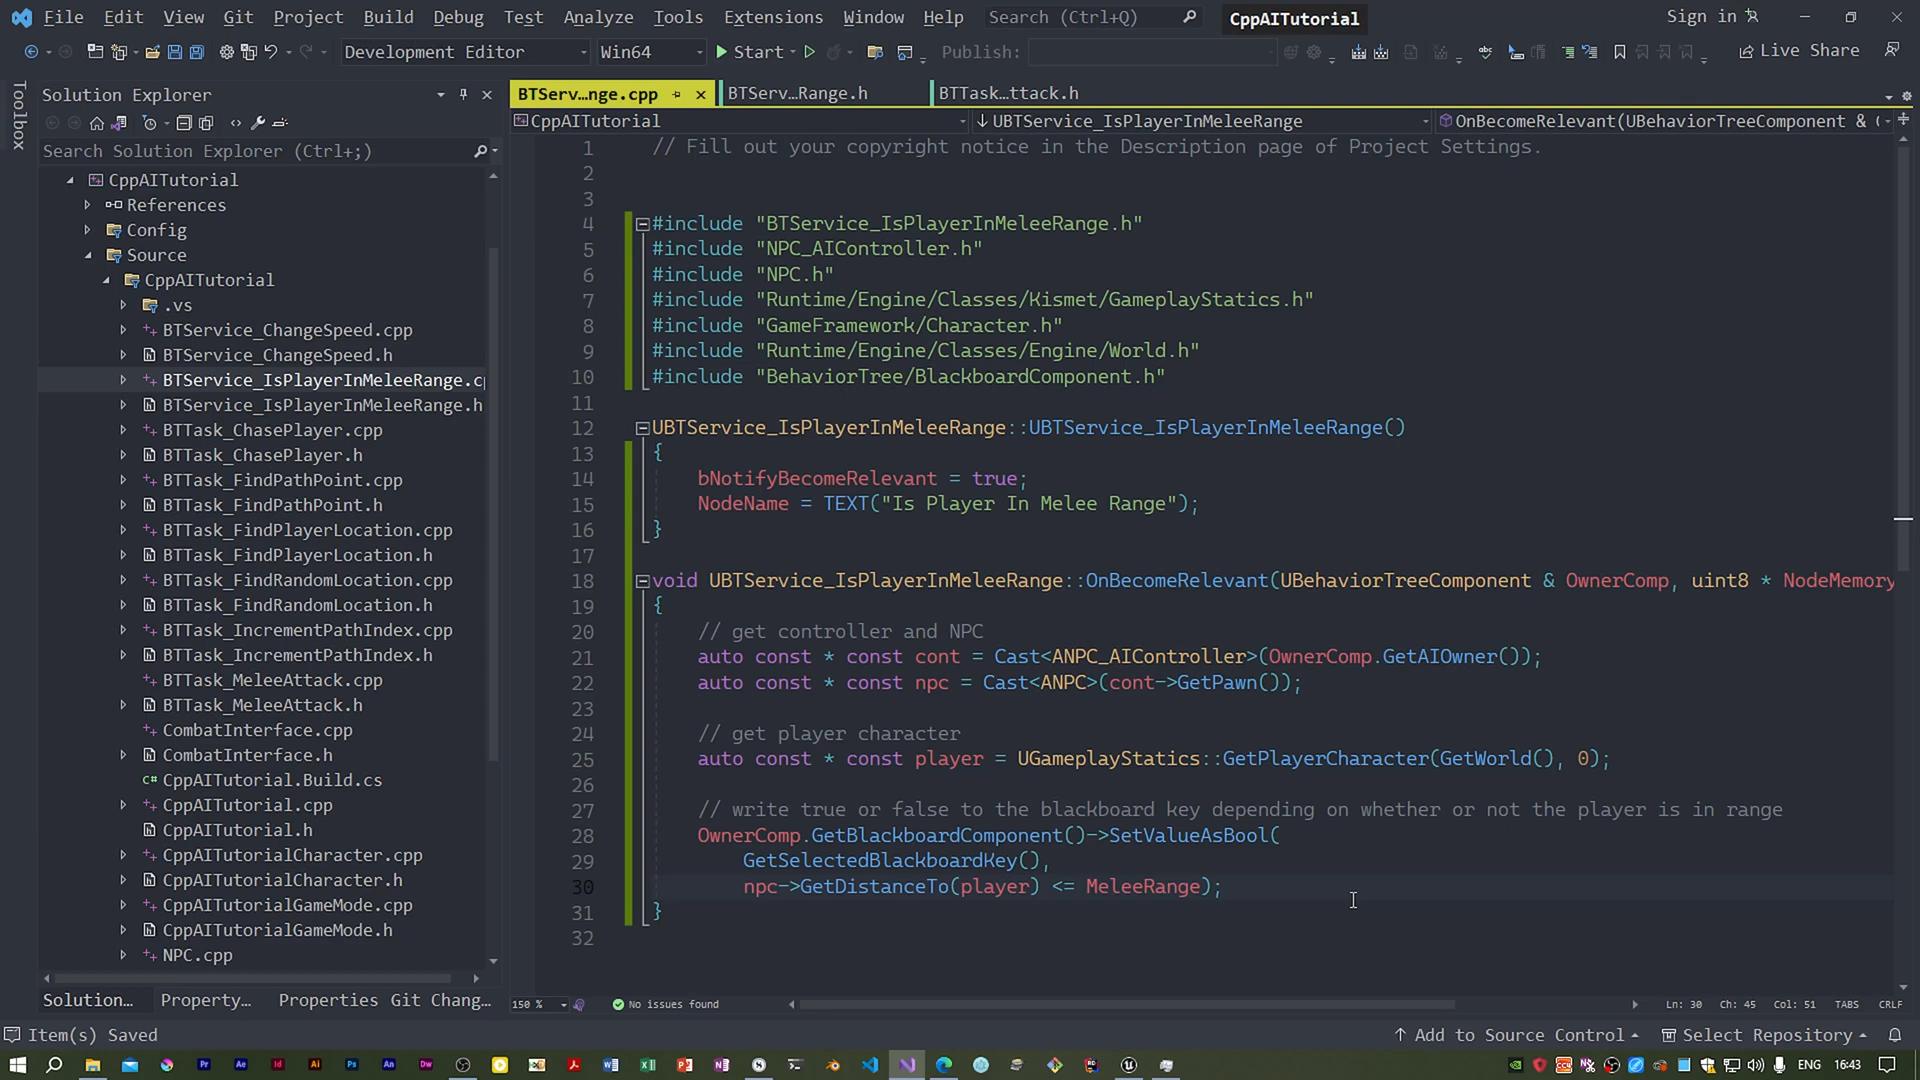 File Edit View Git Project Build Debug Test Analyze Tools Extensions Window Help Search (Ctrl+Q) CppAITutorial Sign in
Development Editor Win64 Start Publish: Live Share
Toolbox
Solution Explorer
Search Solution Explorer (Ctrl+;)
CppAITutorial
References
Config
Source
CppAITutorial
.vs
BTService_ChangeSpeed.cpp
BTService_ChangeSpeed.h
BTService_IsPlayerInMeleeRange.cp
BTService_IsPlayerInMeleeRange.h
BTTask_ChasePlayer.cpp
BTTask_ChasePlayer.h
BTTask_FindPathPoint.cpp
BTTask_FindPathPoint.h
BTTask_FindPlayerLocation.cpp
BTTask_FindPlayerLocation.h
BTTask_FindRandomLocation.cpp
BTTask_FindRandomLocation.h
BTTask_IncrementPathIndex.cpp
BTTask_IncrementPathIndex.h
BTTask_MeleeAttack.cpp
BTTask_MeleeAttack.h
CombatInterface.cpp
CombatInterface.h
CppAITutorial.Build.cs
CppAITutorial.cpp
CppAITutorial.h
CppAITutorialCharacter.cpp
CppAITutorialCharacter.h
CppAITutorialGameMode.cpp
CppAITutorialGameMode.h
NPC.cpp
Solution... Property... Properties Git Chang...
BTServ...nge.cpp BTServ...Range.h BTTask...ttack.h
CppAITutorial UBTService_IsPlayerInMeleeRange OnBecomeRelevant(UBehaviorTreeComponent & (
1 // Fill out your copyright notice in the Description page of Project Settings.
2
3
4 #include "BTService_IsPlayerInMeleeRange.h"
5 #include "NPC_AIController.h"
6 #include "NPC.h"
7 #include "Runtime/Engine/Classes/Kismet/GameplayStatics.h"
8 #include "GameFramework/Character.h"
9 #include "Runtime/Engine/Classes/Engine/World.h"
10 #include "BehaviorTree/BlackboardComponent.h"
11
12 UBTService_IsPlayerInMeleeRange::UBTService_IsPlayerInMeleeRange()
13 {
14 bNotifyBecomeRelevant = true;
15 NodeName = TEXT("Is Player In Melee Range");
16 }
17
18 void UBTService_IsPlayerInMeleeRange::OnBecomeRelevant(UBehaviorTreeComponent & OwnerComp, uint8 * NodeMemory
19 {
20 // get controller and NPC
21 auto const * const cont = Cast<ANPC_AIController>(OwnerComp.GetAIOwner());
22 auto const * const npc = Cast<ANPC>(cont->GetPawn());
23
24 // get player character
25 auto const * const player = UGameplayStatics::GetPlayerCharacter(GetWorld(), 0);
26
27 // write true or false to the blackboard key depending on whether or not the player is in range
28 OwnerComp.GetBlackboardComponent()->SetValueAsBool(
29 GetSelectedBlackboardKey(),
30 npc->GetDistanceTo(player) <= MeleeRange);
31 }
32
150 % No issues found Ln: 30 Ch: 45 Col: 51 TABS CRLF
Item(s) Saved Add to Source Control Select Repository
Pr Ae Id Ai Ps An Dw ENG 16:43